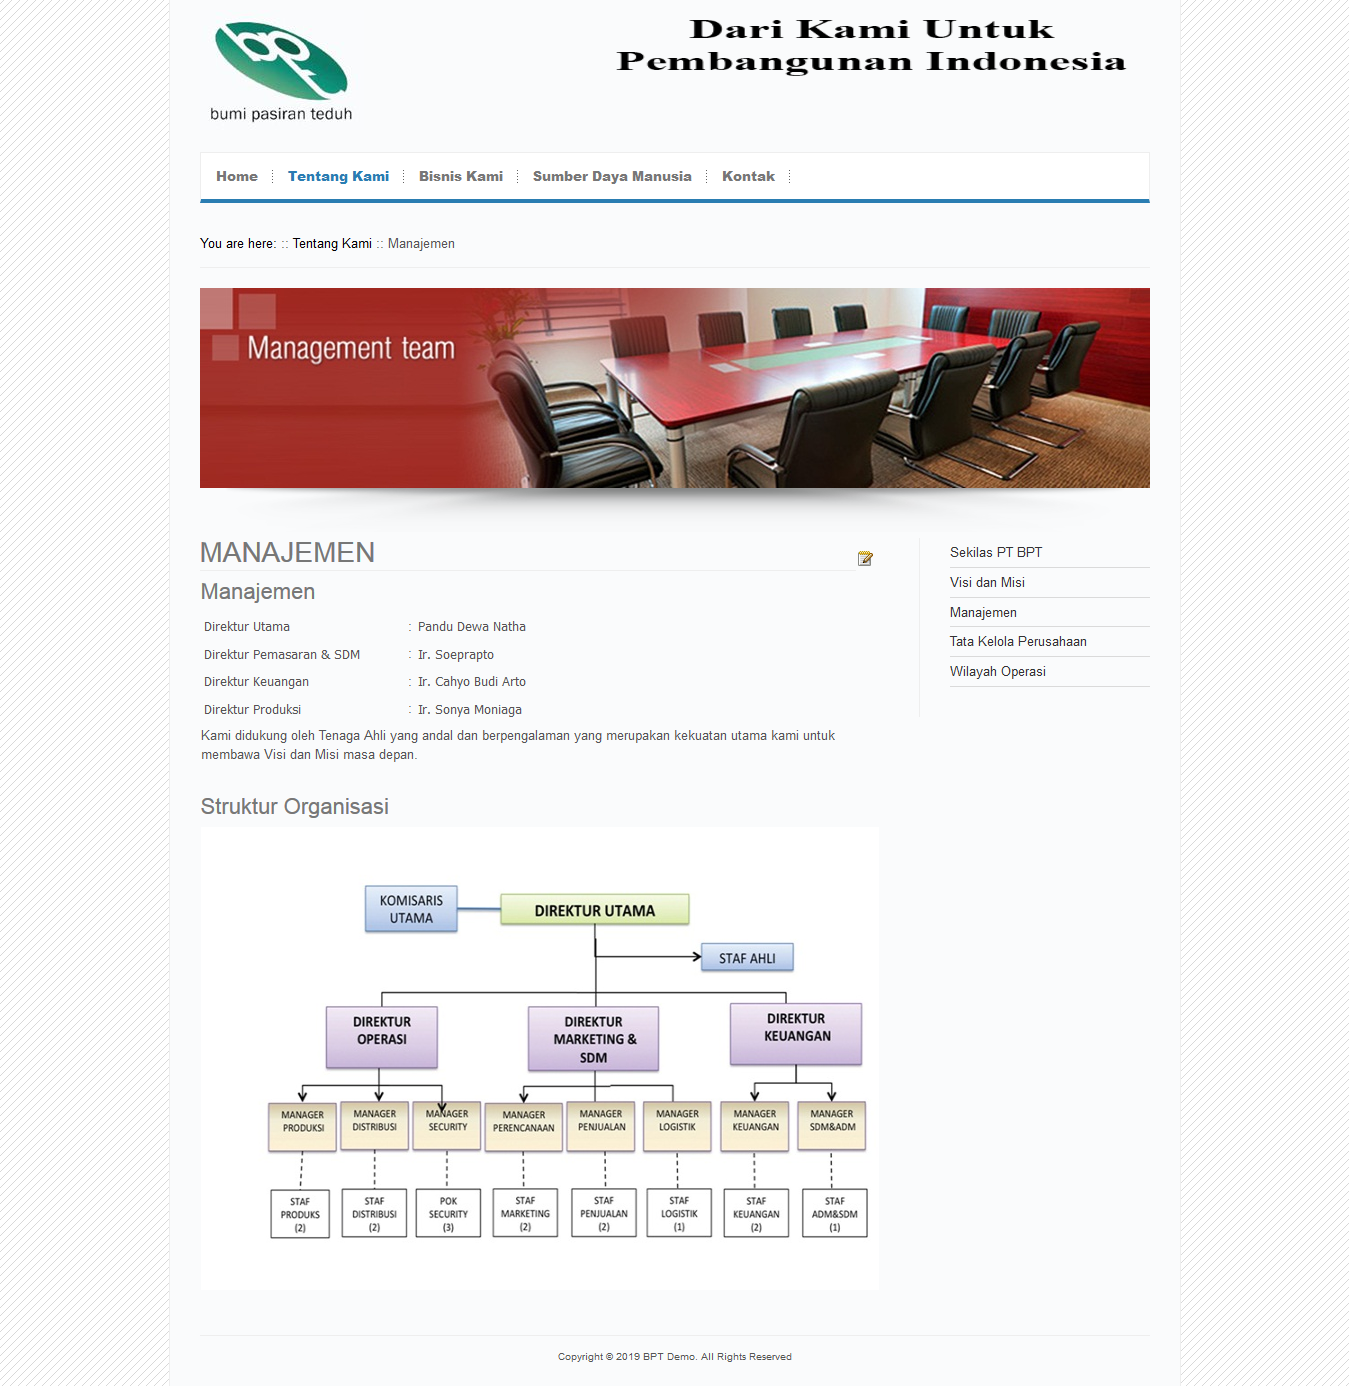 bpt
bumi pasiran teduh
Dari Kami Untuk
Pembangunan Indonesia
Home
Tentang Kami
Bisnis Kami
Sumber Daya Manusia
Kontak
You are here: :: Tentang Kami :: Manajemen
Management team
MANAJEMEN
Manajemen
Direktur Utama : Pandu Dewa Natha
Direktur Pemasaran & SDM : Ir. Soeprapto
Direktur Keuangan : Ir. Cahyo Budi Arto
Direktur Produksi : Ir. Sonya Moniaga
Kami didukung oleh Tenaga Ahli yang andal dan berpengalaman yang merupakan kekuatan utama kami untuk
membawa Visi dan Misi masa depan.
Sekilas PT BPT
Visi dan Misi
Manajemen
Tata Kelola Perusahaan
Wilayah Operasi
Struktur Organisasi
KOMISARIS
UTAMA
DIREKTUR UTAMA
STAF AHLI
DIREKTUR
OPERASI
DIREKTUR
MARKETING &
SDM
DIREKTUR
KEUANGAN
MANAGER
PRODUKSI
MANAGER
DISTRIBUSI
MANAGER
SECURITY
MANAGER
PERENCANAAN
MANAGER
PENJUALAN
MANAGER
LOGISTIK
MANAGER
KEUANGAN
MANAGER
SDM&ADM
STAF
PRODUKS
(2)
STAF
DISTRIBUSI
(2)
POK
SECURITY
(3)
STAF
MARKETING
(2)
STAF
PENJUALAN
(2)
STAF
LOGISTIK
(1)
STAF
KEUANGAN
(2)
STAF
ADM&SDM
(1)
Copyright © 2019 BPT Demo. All Rights Reserved